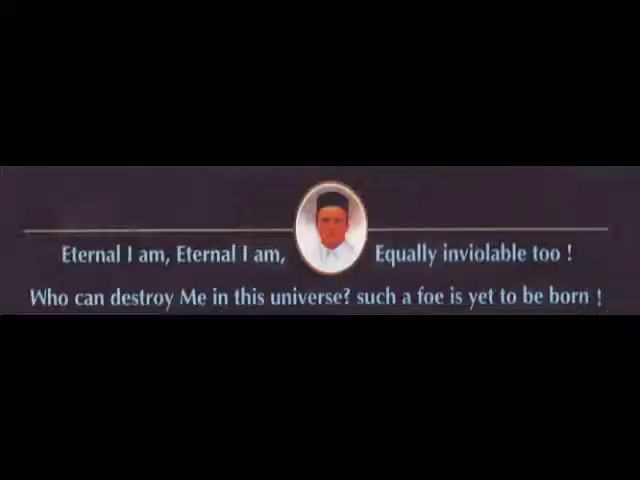 Eternal I am, Eternal I am, Equally inviolable too !
Who can destroy Me in this universe? such a foe is yet to be born !